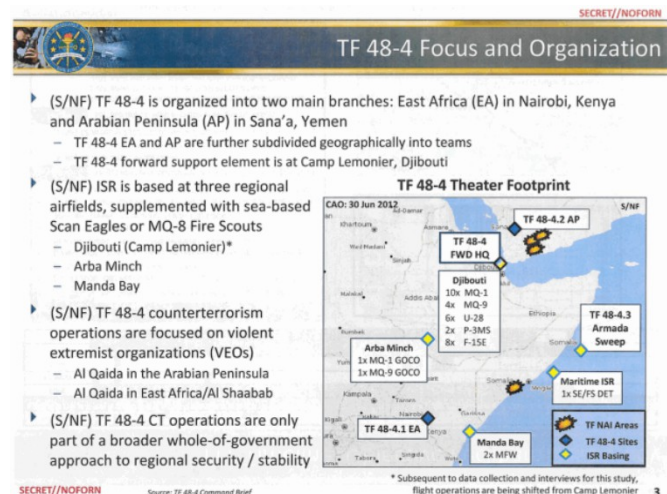 SECRET//NOFORN
TF 48-4 Focus and Organization
(S/NF) TF 48-4 is organized into two main branches: East Africa (EA) in Nairobi, Kenya
and Arabian Peninsula (AP) in Sana'a, Yemen
– TF 48-4 EA and AP are further subdivided geographically into teams
– TF 48-4 forward support element is at Camp Lemonier, Djibouti
(S/NF) ISR is based at three regional
airfields, supplemented with sea-based
Scan Eagles or MQ-8 Fire Scouts
– Djibouti (Camp Lemonier)*
– Arba Minch
– Manda Bay
(S/NF) TF 48-4 counterterrorism
operations are focused on violent
extremist organizations (VEOs)
– Al Qaida in the Arabian Peninsula
– Al Qaida in East Africa/Al Shaabab
(S/NF) TF 48-4 CT operations are only
part of a broader whole-of-government
approach to regional security / stability
TF 48-4 Theater Footprint
CAO: 30 Jun 2012
S/NF
Khartoum
Asmara
TF 48-4.2 AP
TF 48-4
FWD HQ
Djibouti
10x MQ-1
4x MQ-9
6x U-28
2x P-3MS
8x F-15E
Addis
Ethiopia
TF 48-4.3
Armada
Sweep
Arba Minch
1x MQ-1 GOCO
1x MQ-9 GOCO
Maritime ISR
1x SE/FS DET
Kampala
Kigali
Nairobi
TF 48-4.1 EA
Manda Bay
2x MFW
Tabora
TF NAI Areas
TF 48-4 Sites
ISR Basing
* Subsequent to data collection and interviews for this study,
flight operations are being shifted from Camp Lemonier
SECRET//NOFORN
Source: TF 48-4 Command Brief
3